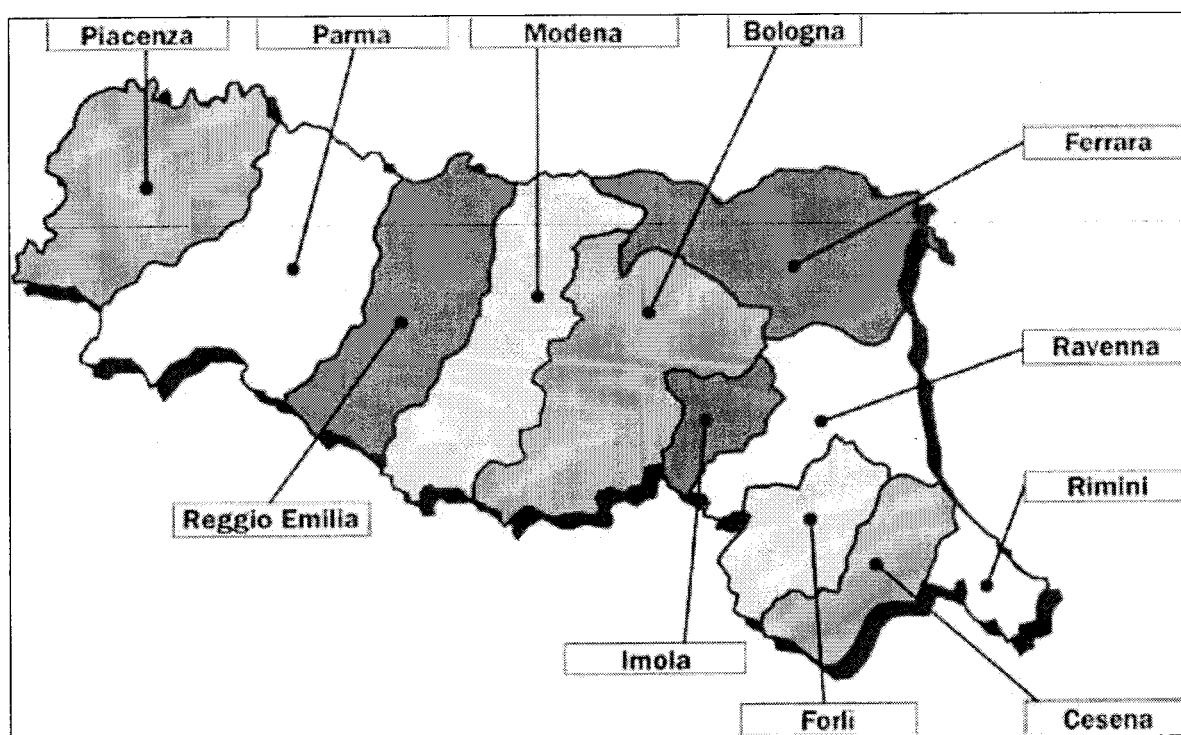 Piacenza
Parma
Modena
Bologna
Ferrara
Ravenna
Rimini
Reggio Emilia
Imola
Forlì
Cesena